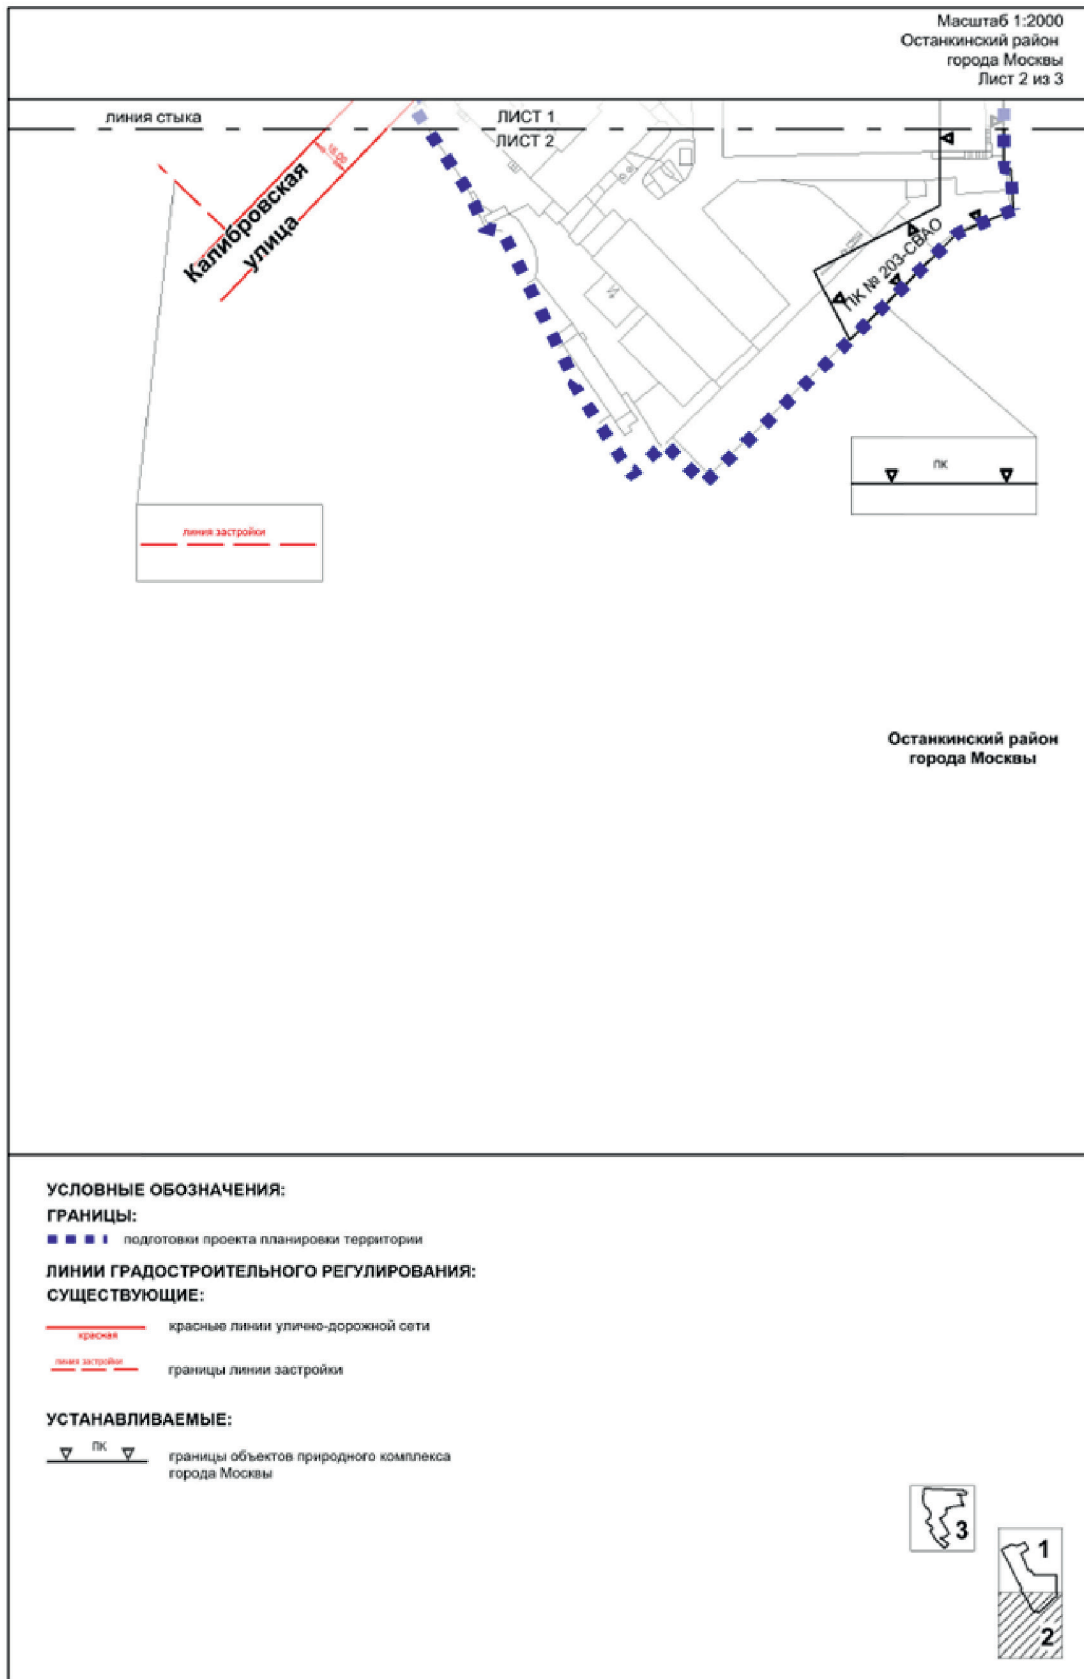 Масштаб 1:2000
Останкинский район
города Москвы
Лист 2 из 3
линия стыка
ЛИСТ 1
ЛИСТ 2
Калибровская
улица
ПК № 203-СВАО
ПК
линия застройки
Останкинский район
города Москвы
УСЛОВНЫЕ ОБОЗНАЧЕНИЯ:
ГРАНИЦЫ:
подготовки проекта планировки территории
ЛИНИИ ГРАДОСТРОИТЕЛЬНОГО РЕГУЛИРОВАНИЯ:
СУЩЕСТВУЮЩИЕ:
красная
красные линии улично-дорожной сети
линия застройки
границы линии застройки
УСТАНАВЛИВАЕМЫЕ:
ПК
границы объектов природного комплекса
города Москвы
3
1
2